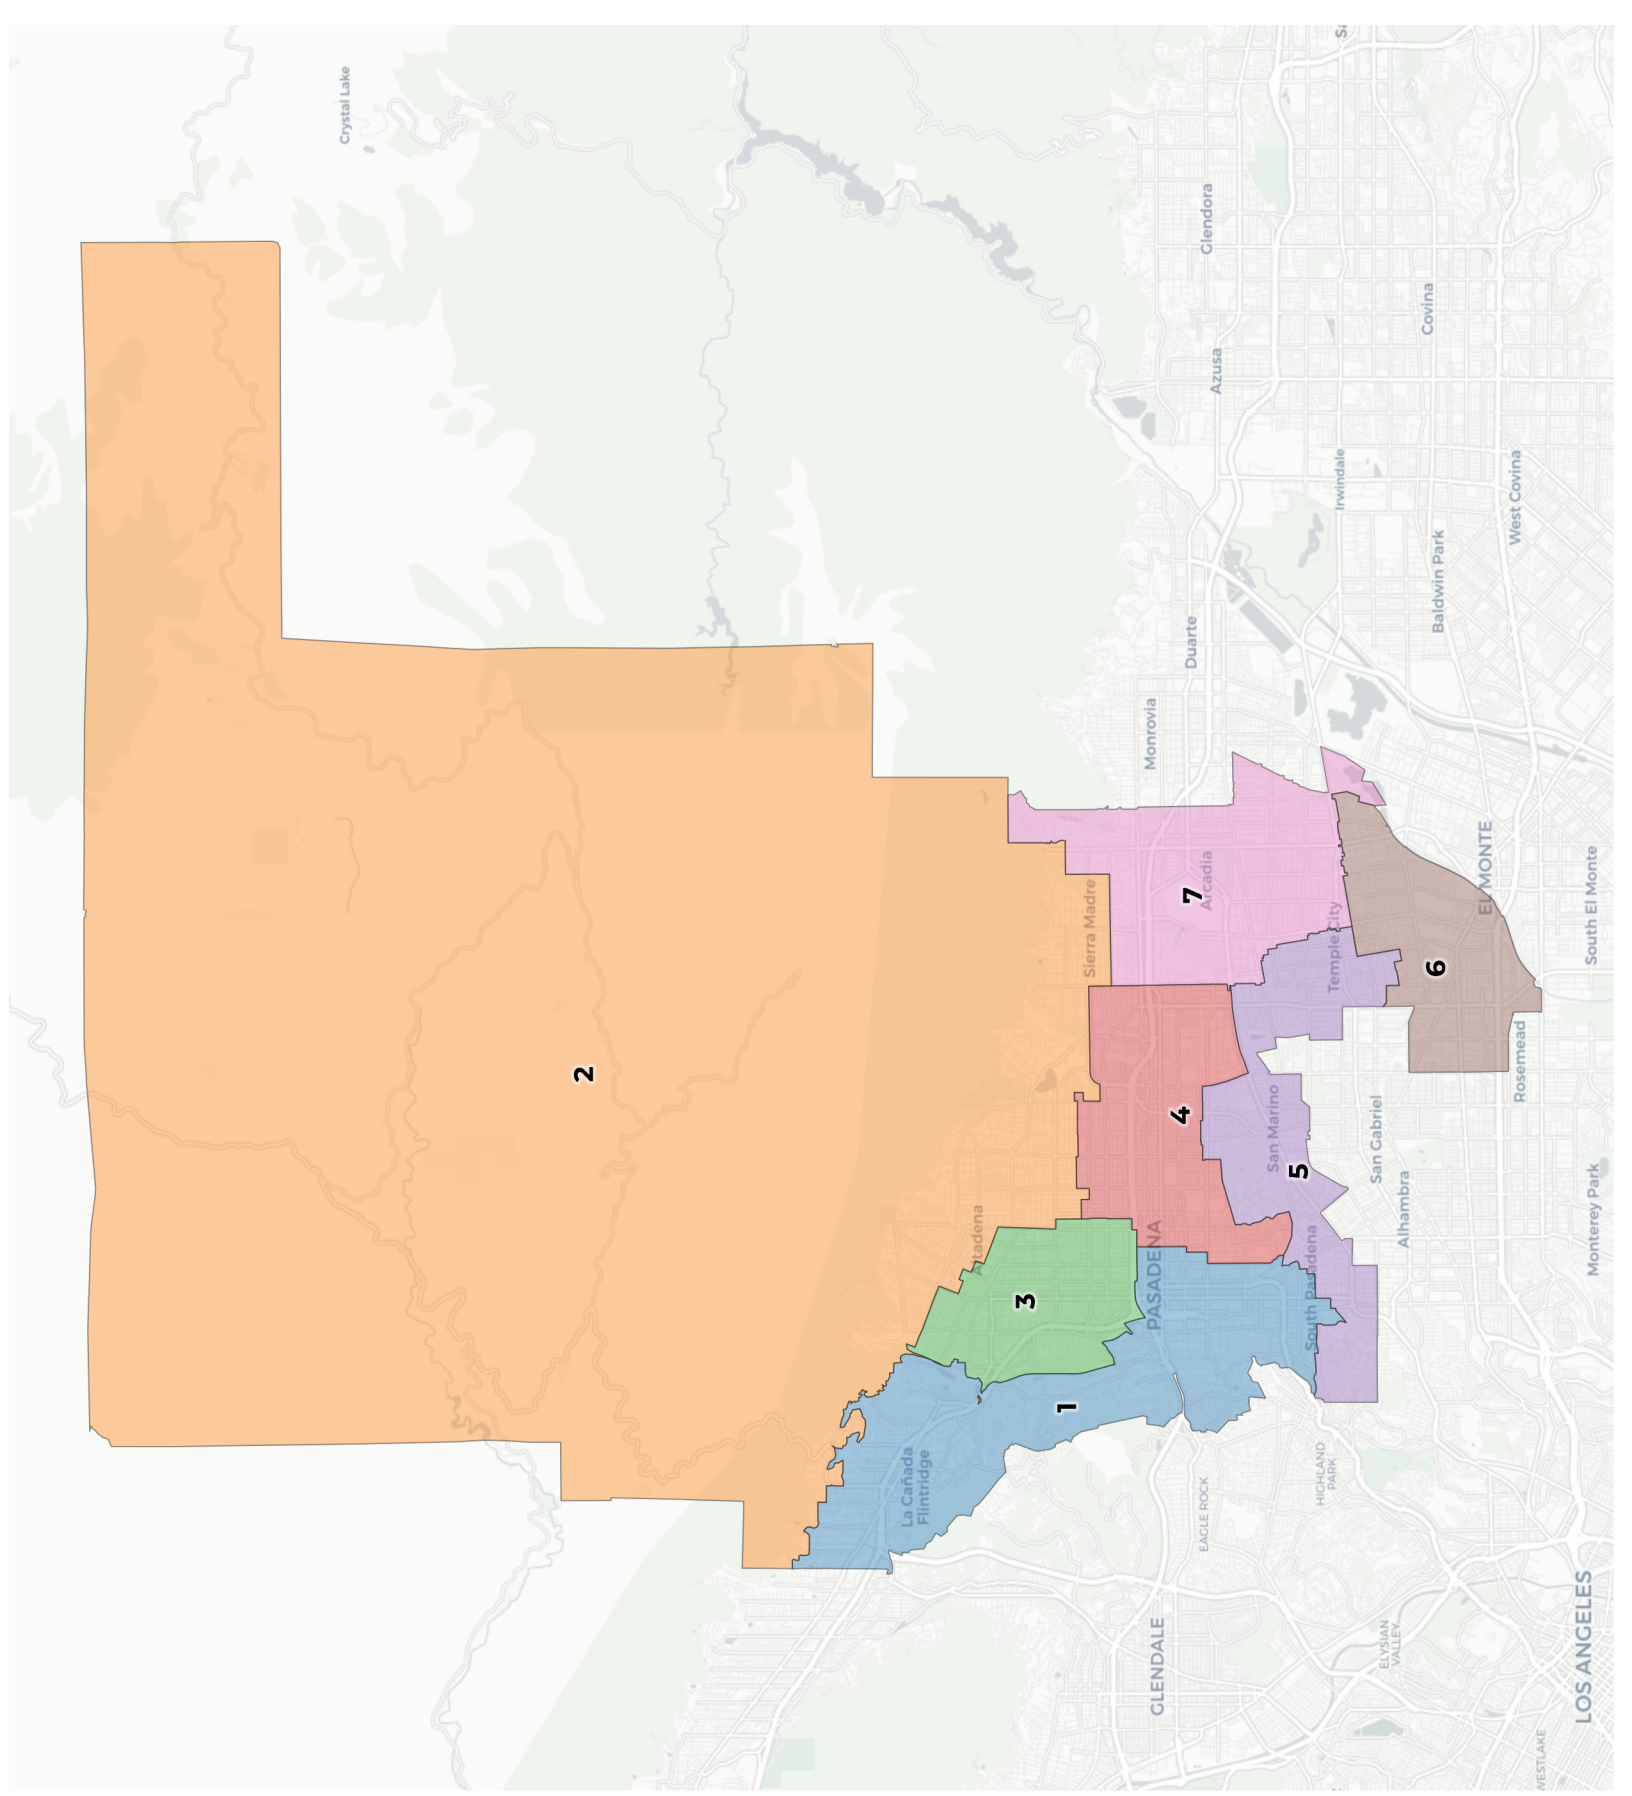 Crystal Lake
Glendora
Sa
Covina
Azusa
Irwindale
West Covina
Baldwin Park
Duarte
Monrovia
EL MONTE
South El Monte
7
Arcadia
Sierra Madre
Temple City
6
2
Rosemead
4
San Marino
San Gabriel
5
Monterey Park
Alhambra
Altadena
PASADENA
South Pasadena
3
1
La Cañada
Flintridge
HIGHLAND
PARK
EAGLE ROCK
GLENDALE
ELYSIAN
VALLEY
LOS ANGELES
WESTLAKE